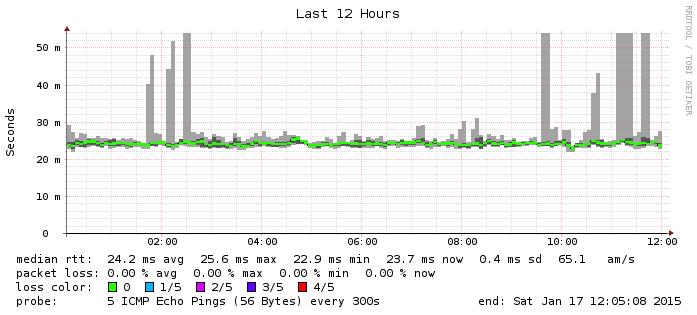 Last 12 Hours
RRDTOOL / TOBI OETIKER
Seconds
50 m
40 m
30 m
20 m
10 m
0
02:00 04:00 06:00 08:00 10:00 12:00
median rtt: 24.2 ms avg 25.6 ms max 22.9 ms min 23.7 ms now 0.4 ms sd 65.1 am/s
packet loss: 0.00 % avg 0.00 % max 0.00 % min 0.00 % now
loss color: 0 1/5 2/5 3/5 4/5
probe: 5 ICMP Echo Pings (56 Bytes) every 300s end: Sat Jan 17 12:05:08 2015